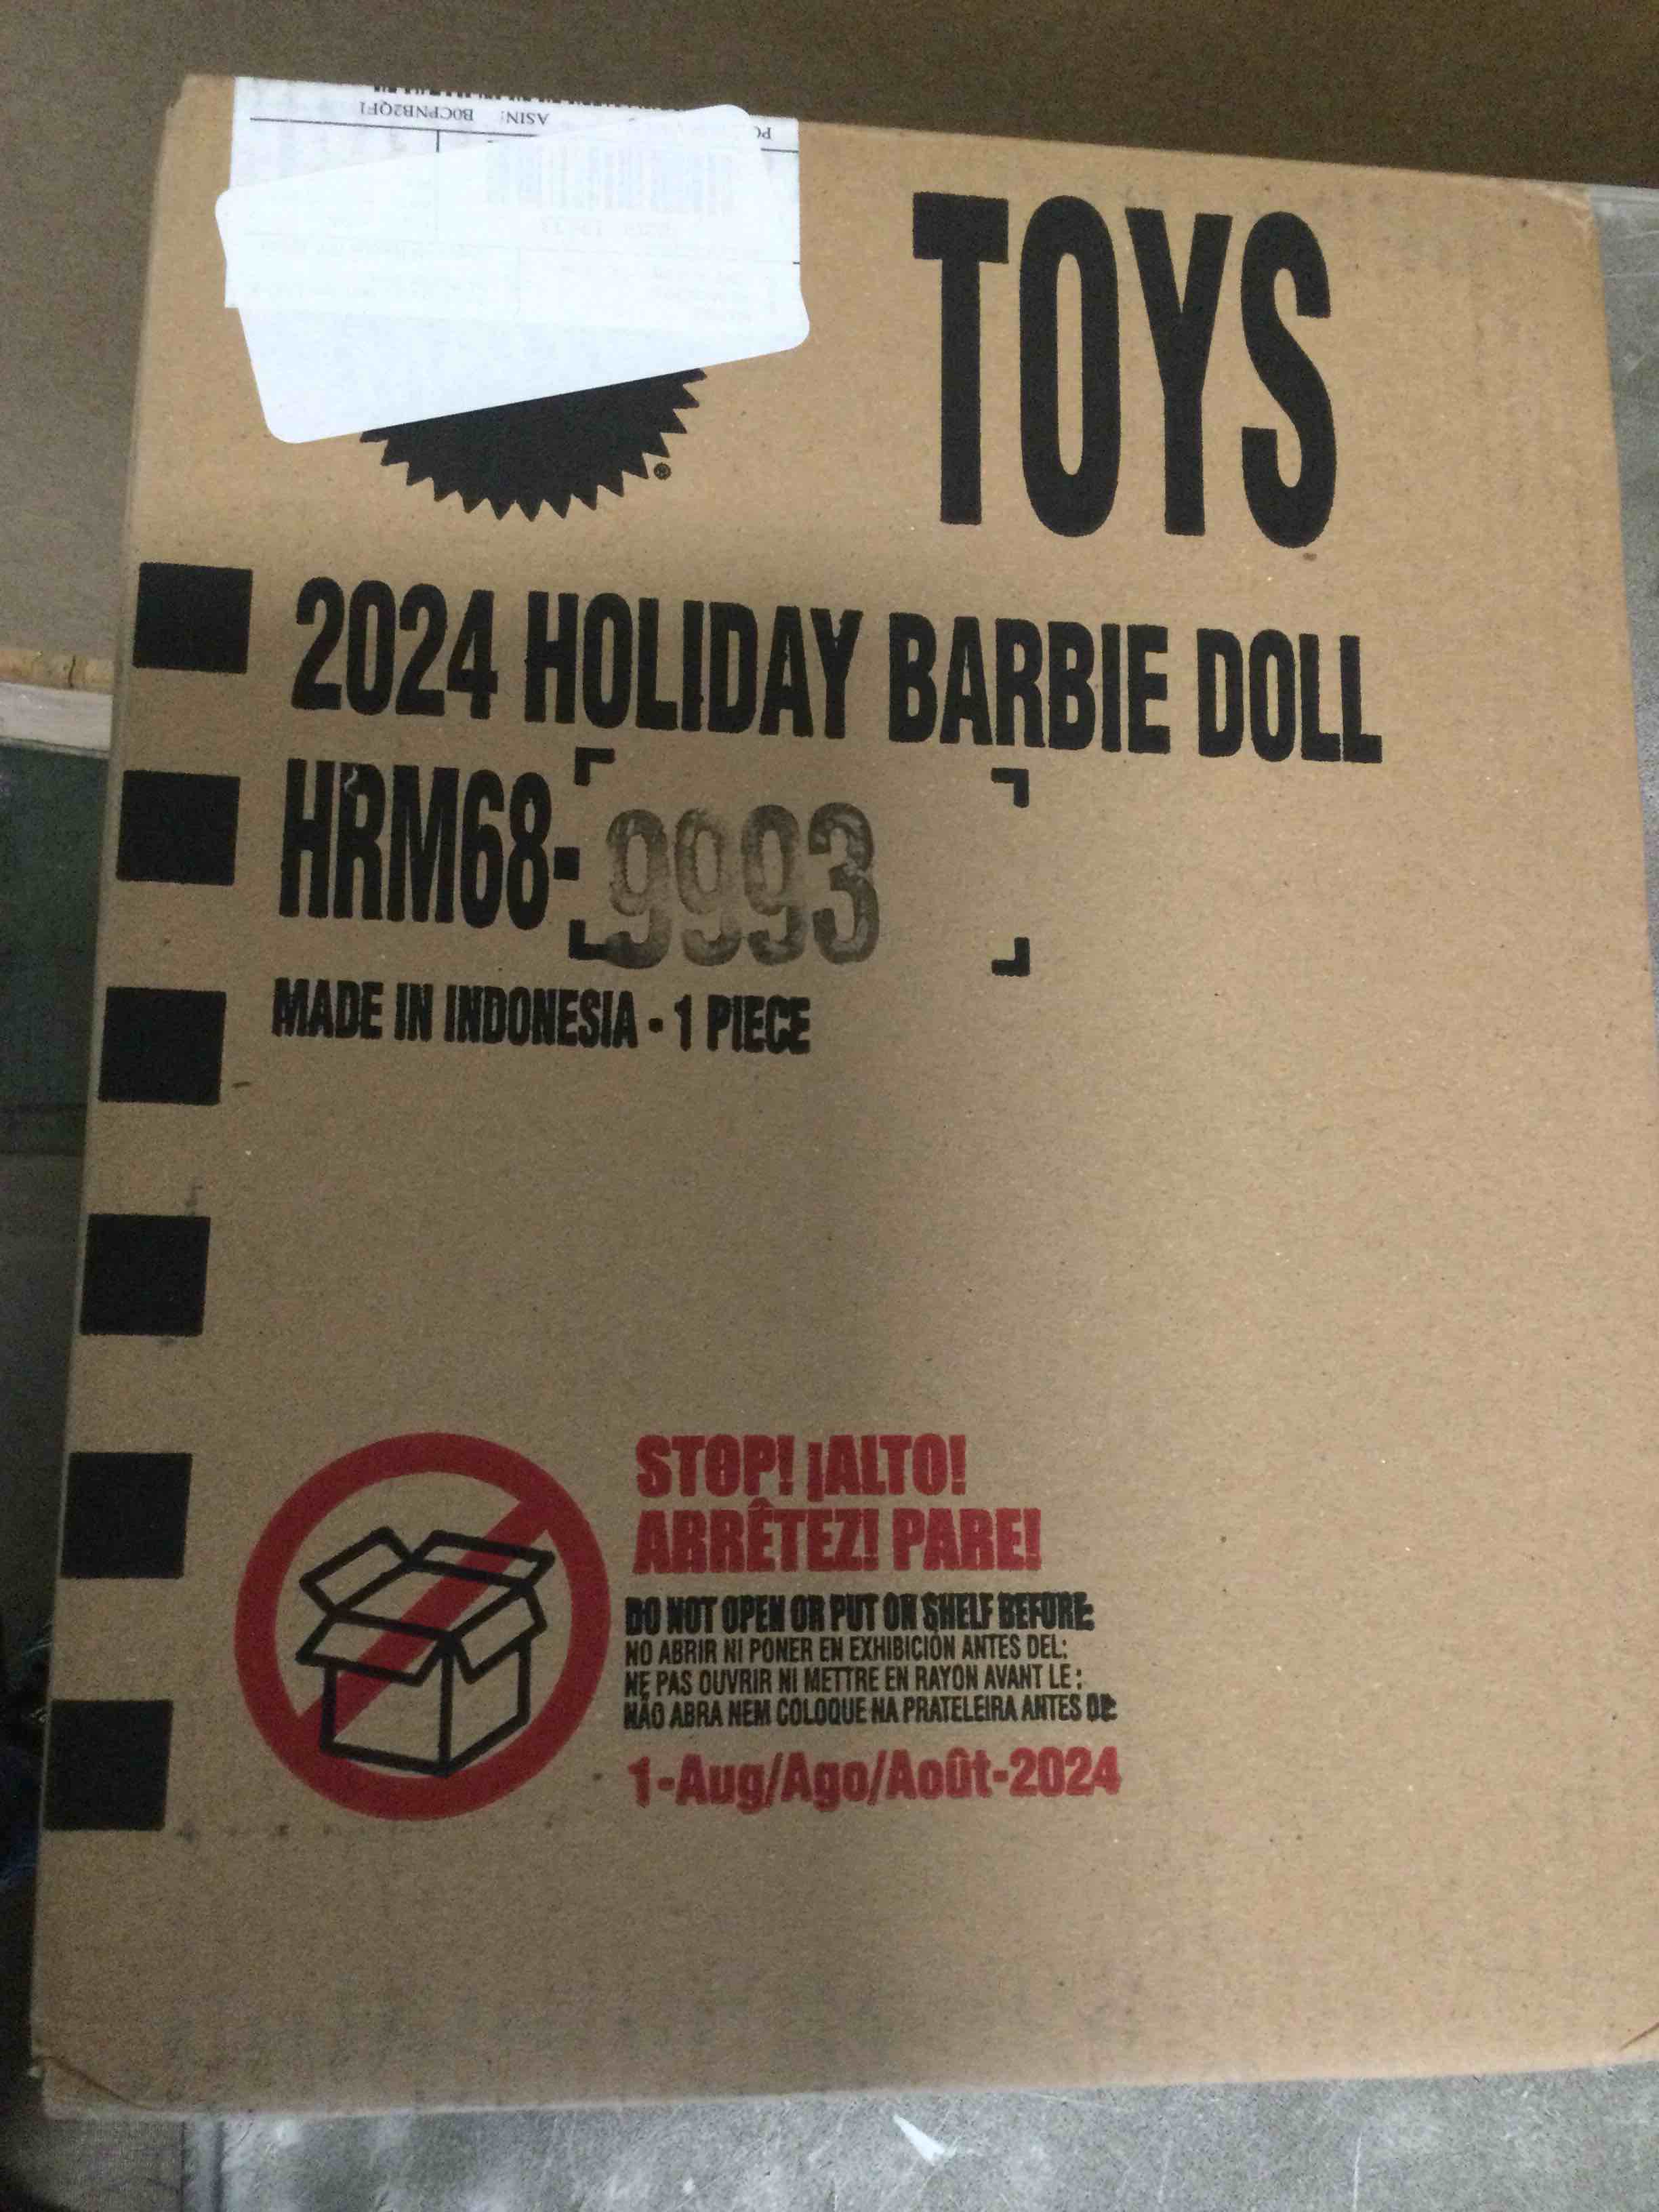 PO
ASIN: B0CPNB2QF1
®
TOYS
2024 HOLIDAY BARBIE DOLL
HRM68-9993
MADE IN INDONESIA - 1 PIECE
STOP! ¡ALTO!
ARRÊTEZ! PARE!
DO NOT OPEN OR PUT ON SHELF BEFORE:
NO ABRIR NI PONER EN EXHIBICIÓN ANTES DEL:
NE PAS OUVRIR NI METTRE EN RAYON AVANT LE :
NÃO ABRA NEM COLOQUE NA PRATELEIRA ANTES DE:
1-Aug/Ago/Août-2024